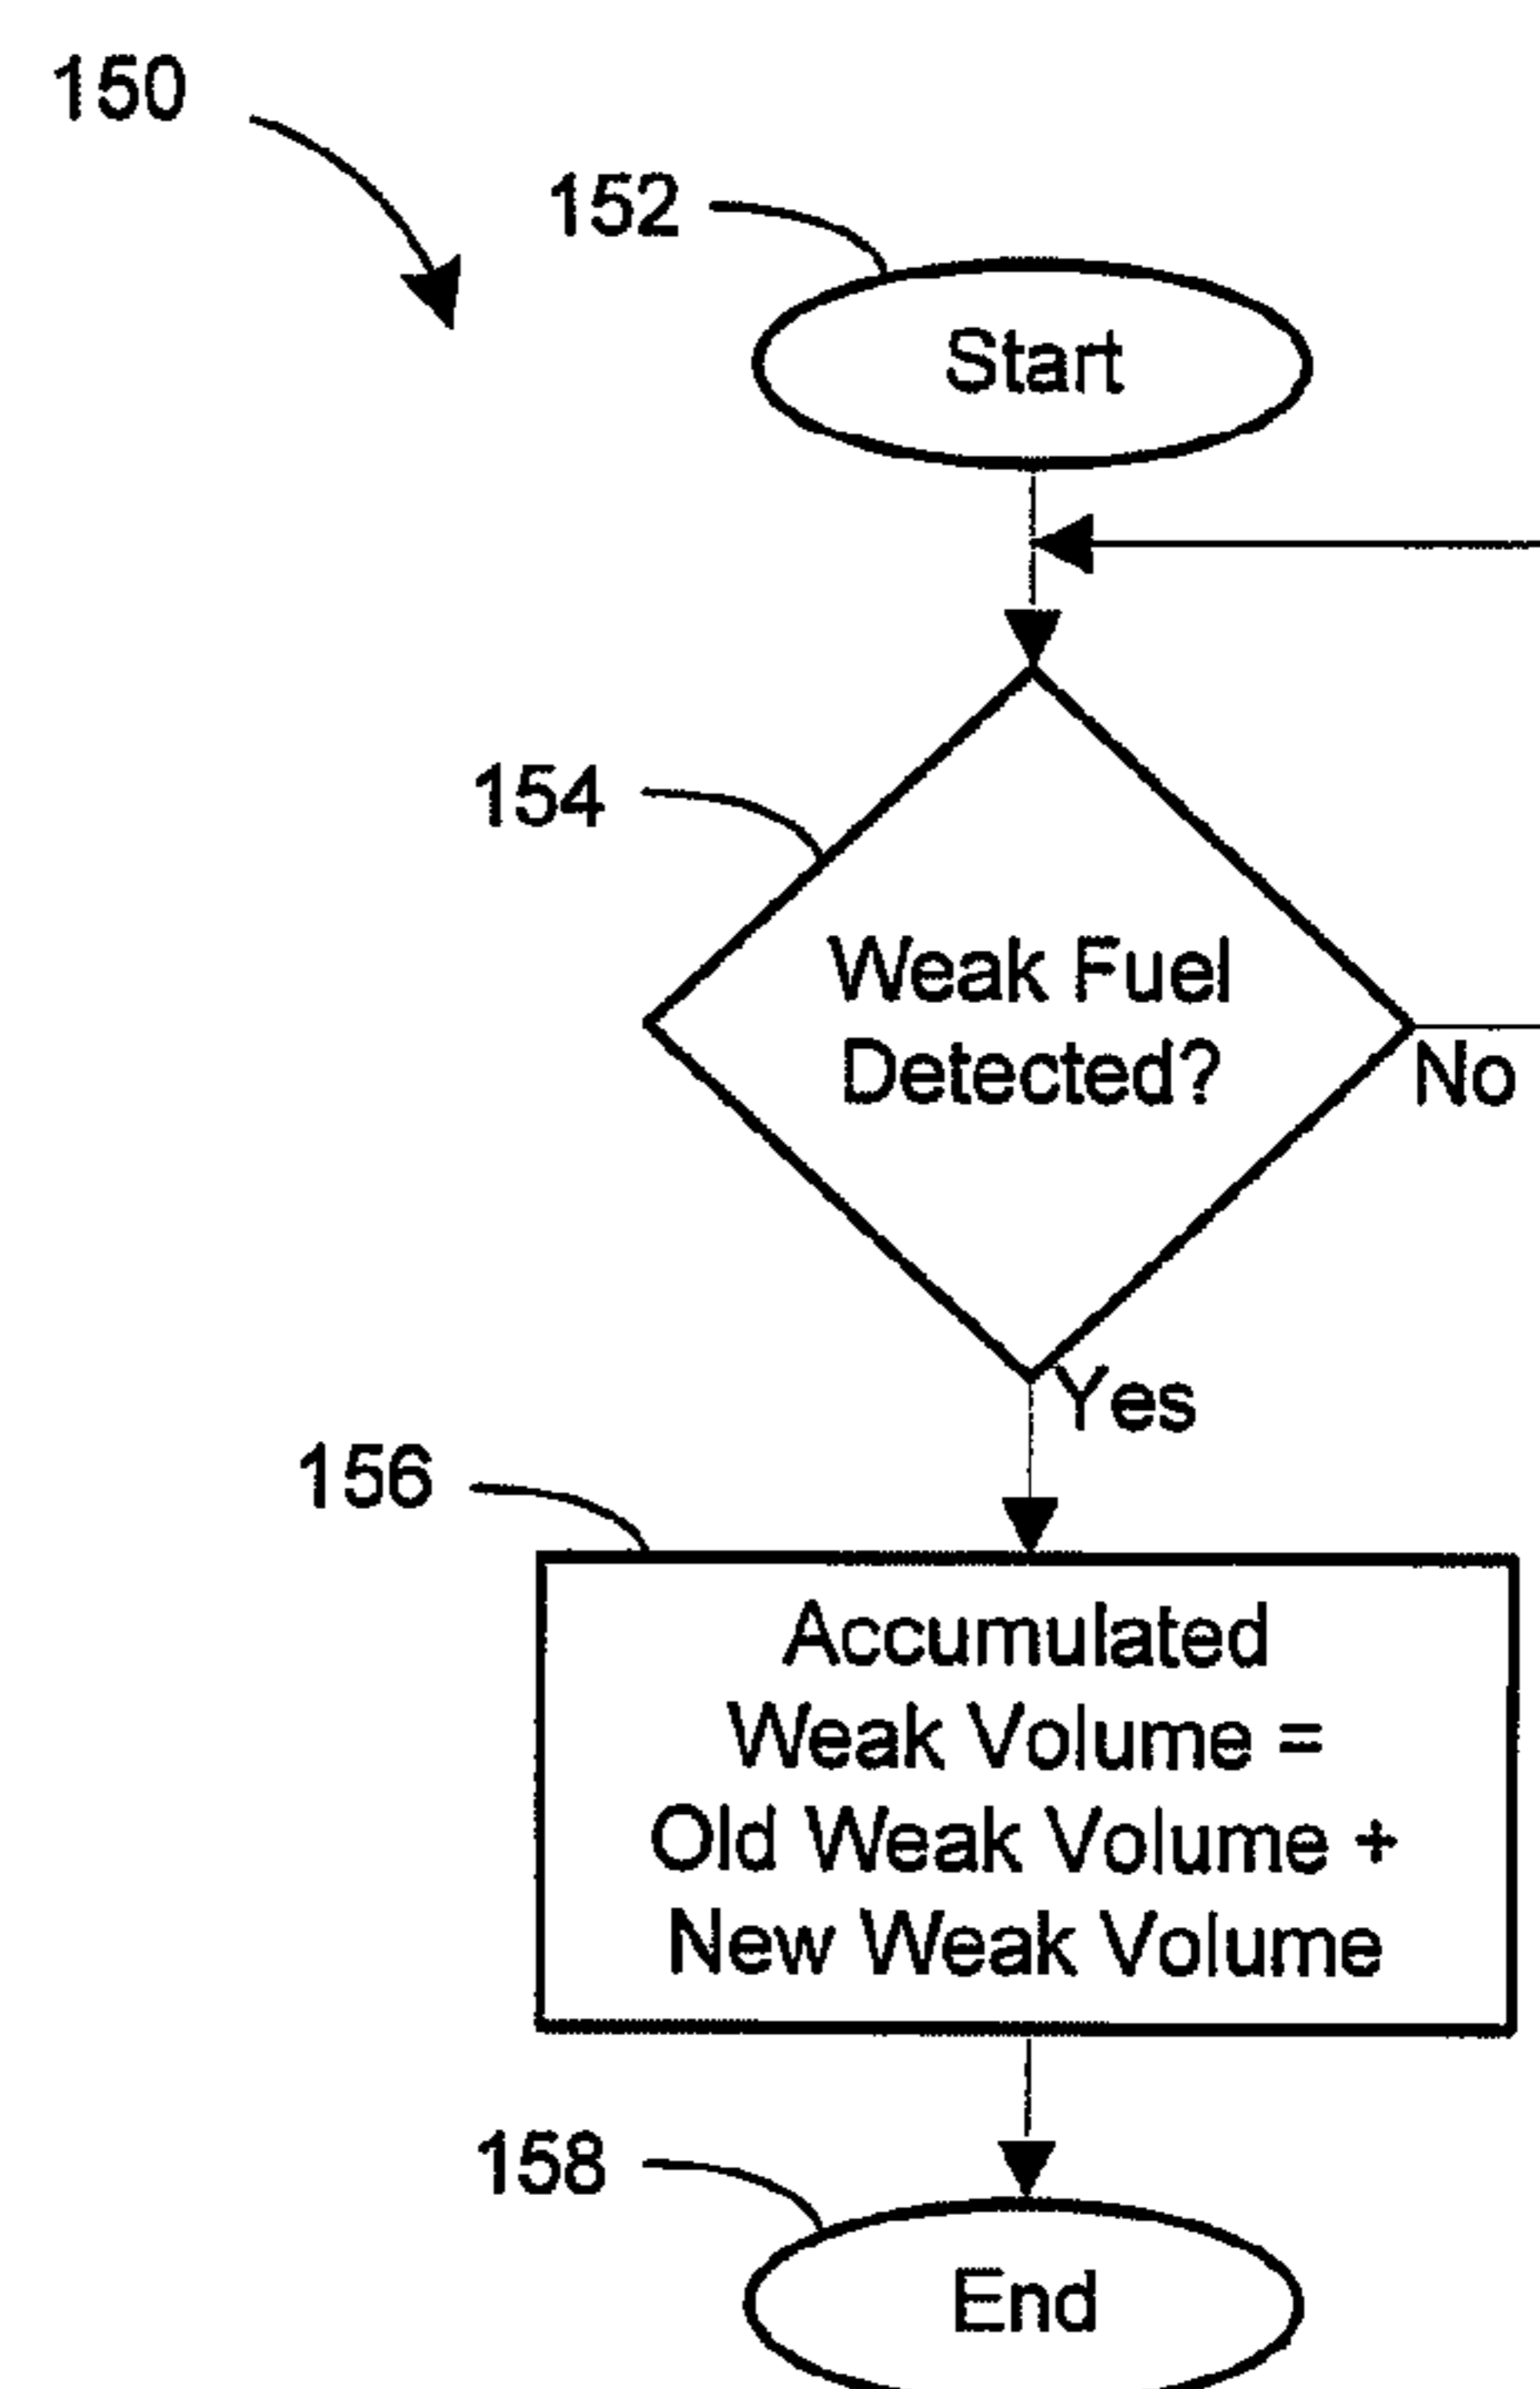 150
152
Start
154
Weak Fuel
Detected?
No
Yes
156
Accumulated
Weak Volume =
Old Weak Volume +
New Weak Volume
158
End